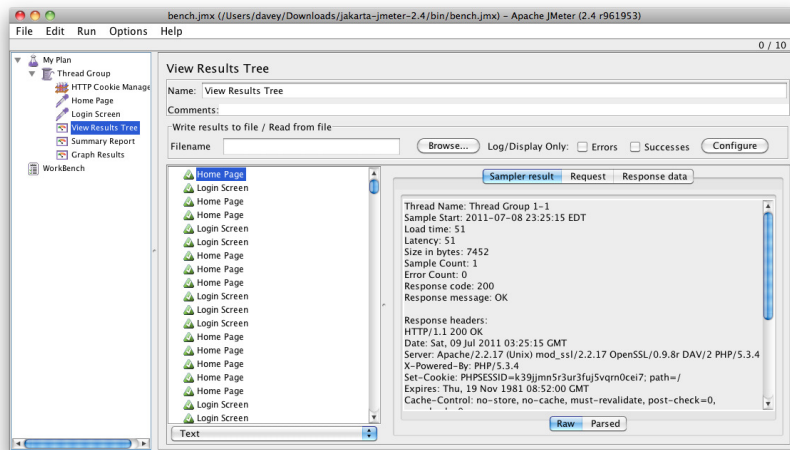 bench.jmx (/Users/davey/Downloads/jakarta-jmeter-2.4/bin/bench.jmx) – Apache JMeter (2.4 r961953)
File Edit Run Options Help
0 / 10
My Plan
Thread Group
HTTP Cookie Manage
Home Page
Login Screen
View Results Tree
Summary Report
Graph Results
WorkBench
View Results Tree
Name: View Results Tree
Comments:
Write results to file / Read from file
Filename Browse... Log/Display Only: Errors Successes Configure
Home Page
Login Screen
Home Page
Home Page
Login Screen
Login Screen
Home Page
Home Page
Home Page
Login Screen
Login Screen
Login Screen
Home Page
Home Page
Home Page
Home Page
Home Page
Login Screen
Login Screen
Text
Sampler result Request Response data
Thread Name: Thread Group 1-1
Sample Start: 2011-07-08 23:25:15 EDT
Load time: 51
Latency: 51
Size in bytes: 7452
Sample Count: 1
Error Count: 0
Response code: 200
Response message: OK
Response headers:
HTTP/1.1 200 OK
Date: Sat, 09 Jul 2011 03:25:15 GMT
Server: Apache/2.2.17 (Unix) mod_ssl/2.2.17 OpenSSL/0.9.8r DAV/2 PHP/5.3.4
X-Powered-By: PHP/5.3.4
Set-Cookie: PHPSESSID=k39jjmn5r3ur3fuj5vqrn0cei7; path=/
Expires: Thu, 19 Nov 1981 08:52:00 GMT
Cache-Control: no-store, no-cache, must-revalidate, post-check=0,
Raw Parsed